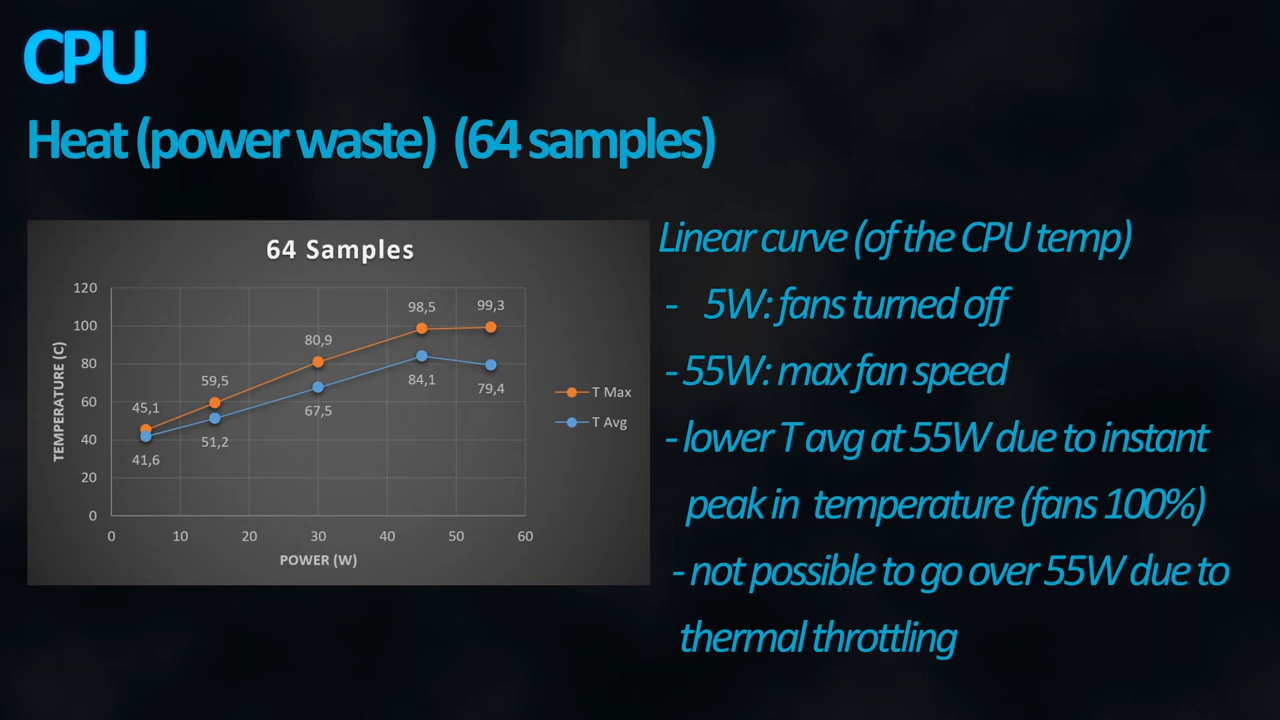 CPU
Heat (power waste) (64 samples)
64 Samples
120
100
80
60
40
20
0
TEMPERATURE (C)
45,1
59,5
80,9
98,5
99,3
41,6
51,2
67,5
84,1
79,4
T Max
T Avg
0 10 20 30 40 50 60
POWER (W)
Linear curve (of the CPU temp)
- 5W: fans turned off
- 55W: max fan speed
- lower T avg at 55W due to instant
peak in temperature (fans 100%)
- not possible to go over 55W due to
thermal throttling